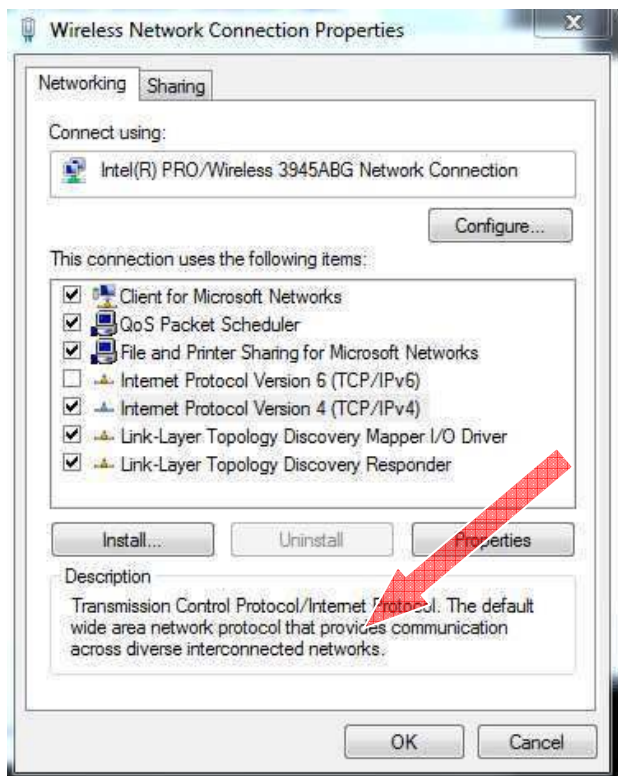 Wireless Network Connection Properties
Networking
Sharing
Connect using:
Intel(R) PRO/Wireless 3945ABG Network Connection
Configure...
This connection uses the following items:
Client for Microsoft Networks
QoS Packet Scheduler
File and Printer Sharing for Microsoft Networks
Internet Protocol Version 6 (TCP/IPv6)
Internet Protocol Version 4 (TCP/IPv4)
Link-Layer Topology Discovery Mapper I/O Driver
Link-Layer Topology Discovery Responder
Install...
Uninstall
Properties
Description
Transmission Control Protocol/Internet Protocol. The default
wide area network protocol that provides communication
across diverse interconnected networks.
OK
Cancel